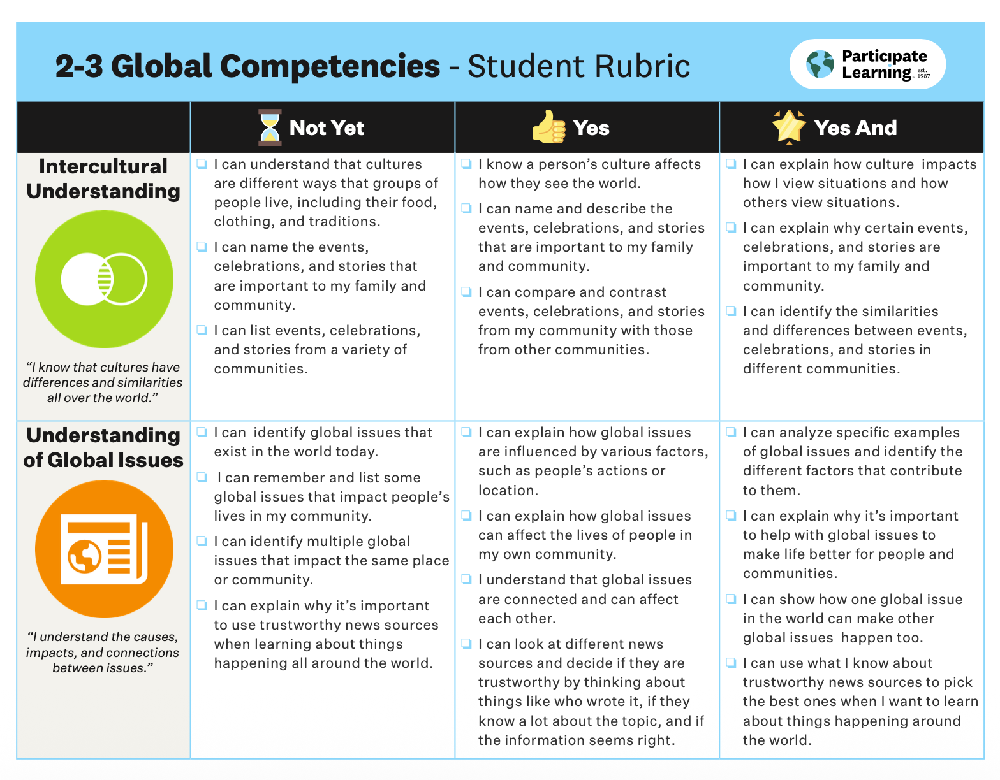 2-3 Global Competencies - Student Rubric
Participate
Learning
est.
1987
Not Yet
Yes
Yes And
Intercultural
Understanding
“I know that cultures have
differences and similarities
all over the world.”
❏ I can understand that cultures
are different ways that groups of
people live, including their food,
clothing, and traditions.
❏ I can name the events,
celebrations, and stories that
are important to my family and
community.
❏ I can list events, celebrations,
and stories from a variety of
communities.
❏ I know a person’s culture affects
how they see the world.
❏ I can name and describe the
events, celebrations, and stories
that are important to my family
and community.
❏ I can compare and contrast
events, celebrations, and stories
from my community with those
from other communities.
❏ I can explain how culture  impacts
how I view situations and how
others view situations.
❏ I can explain why certain events,
celebrations, and stories are
important to my family and
community.
❏ I can identify the similarities
and differences between events,
celebrations, and stories in
different communities.
Understanding
of Global Issues
“I understand the causes,
impacts, and connections
between issues.”
❏ I can  identify global issues that
exist in the world today.
❏ I can remember and list some
global issues that impact people’s
lives in my community.
❏ I can identify multiple global
issues that impact the same place
or community.
❏ I can explain why it’s important
to use trustworthy news sources
when learning about things
happening all around the world.
❏ I can explain how global issues
are influenced by various factors,
such as people’s actions or
location.
❏ I can explain how global issues
can affect the lives of people in
my own community.
❏ I understand that global issues
are connected and can affect
each other.
❏ I can look at different news
sources and decide if they are
trustworthy by thinking about
things like who wrote it, if they
know a lot about the topic, and if
the information seems right.
❏ I can analyze specific examples
of global issues and identify the
different factors that contribute
to them.
❏ I can explain why it’s important
to help with global issues to
make life better for people and
communities.
❏ I can show how one global issue
in the world can make other
global issues  happen too.
❏ I can use what I know about
trustworthy news sources to pick
the best ones when I want to learn
about things happening around
the world.